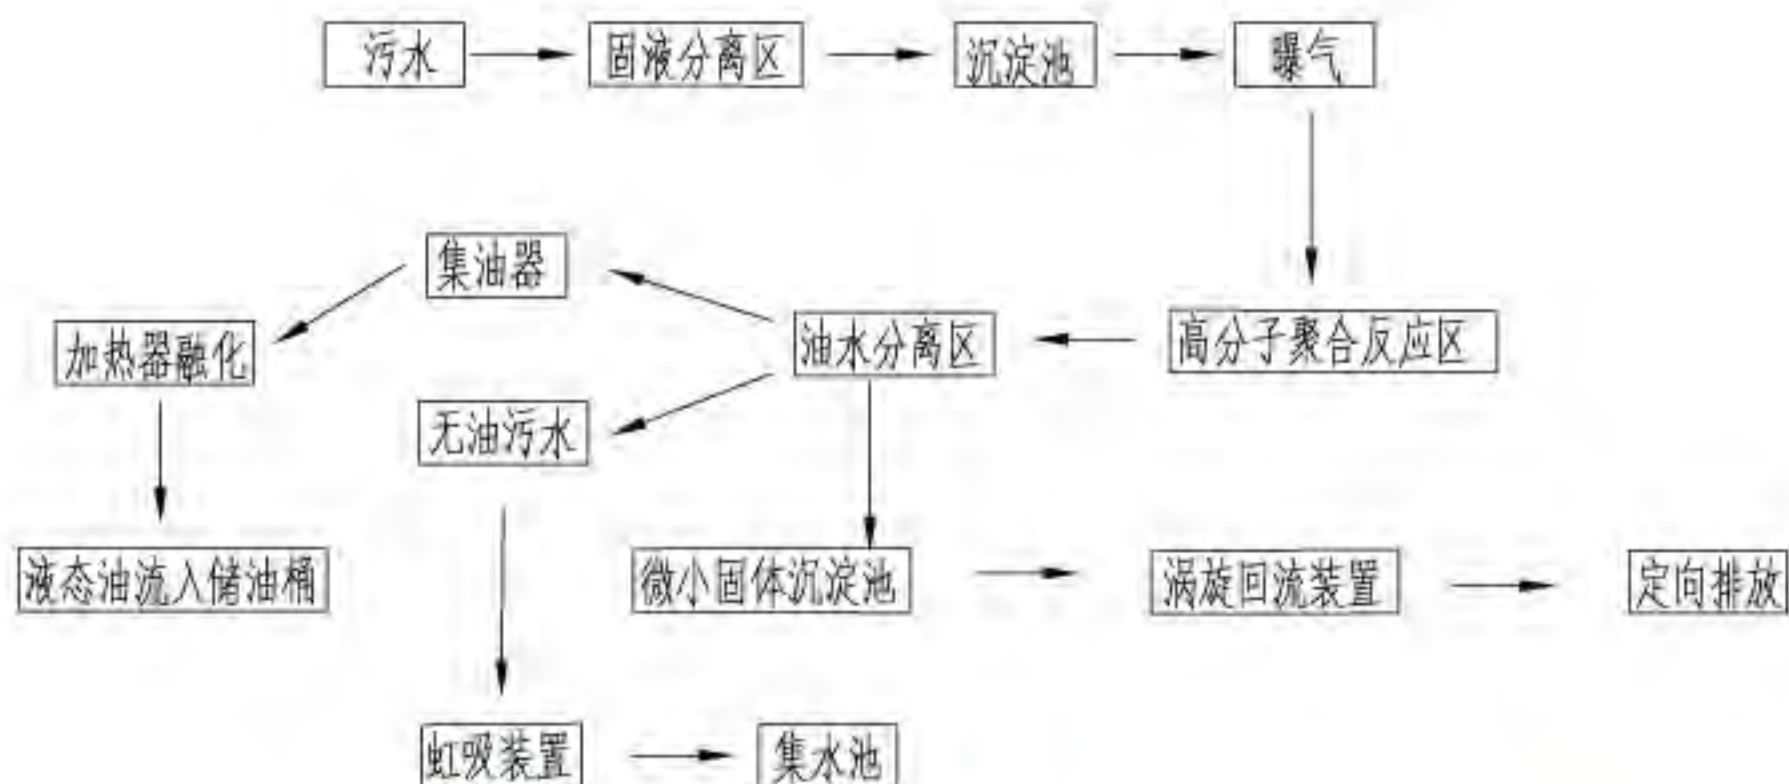 污水
固液分离区
沉淀池
曝气
集油器
油水分离区
高分子聚合反应区
加热器融化
无油污水
液态油流入储油桶
微小固体沉淀池
涡旋回流装置
定向排放
虹吸装置
集水池